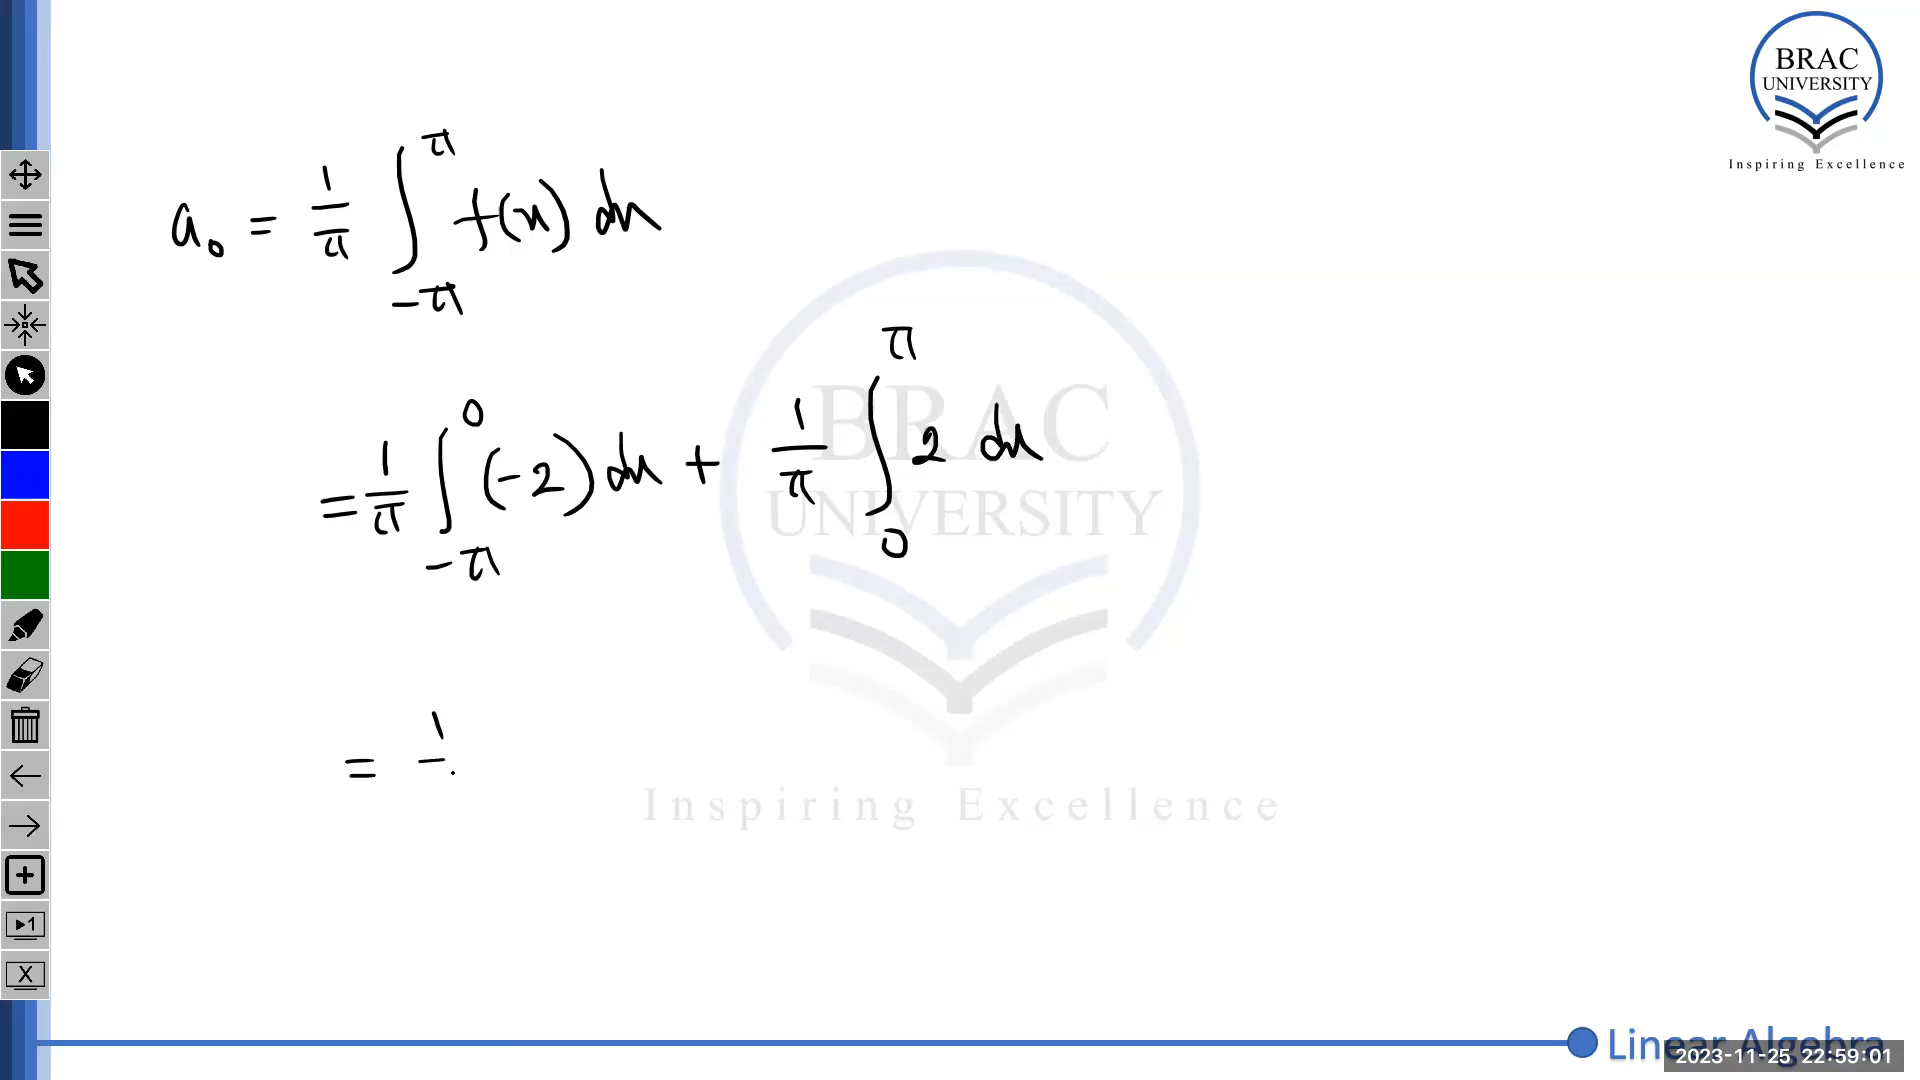 BRAC
UNIVERSITY
Inspiring Excellence
a₀ = 1/π ∫_{-π}^{π} f(x) dx
= 1/π ∫_{-π}^{0} (-2) dx + 1/π ∫_{0}^{π} 2 dx
BRAC
UNIVERSITY
= 1/
Inspiring Excellence
▶1
X
Linear Algebra
2023-11-25 22:59:01